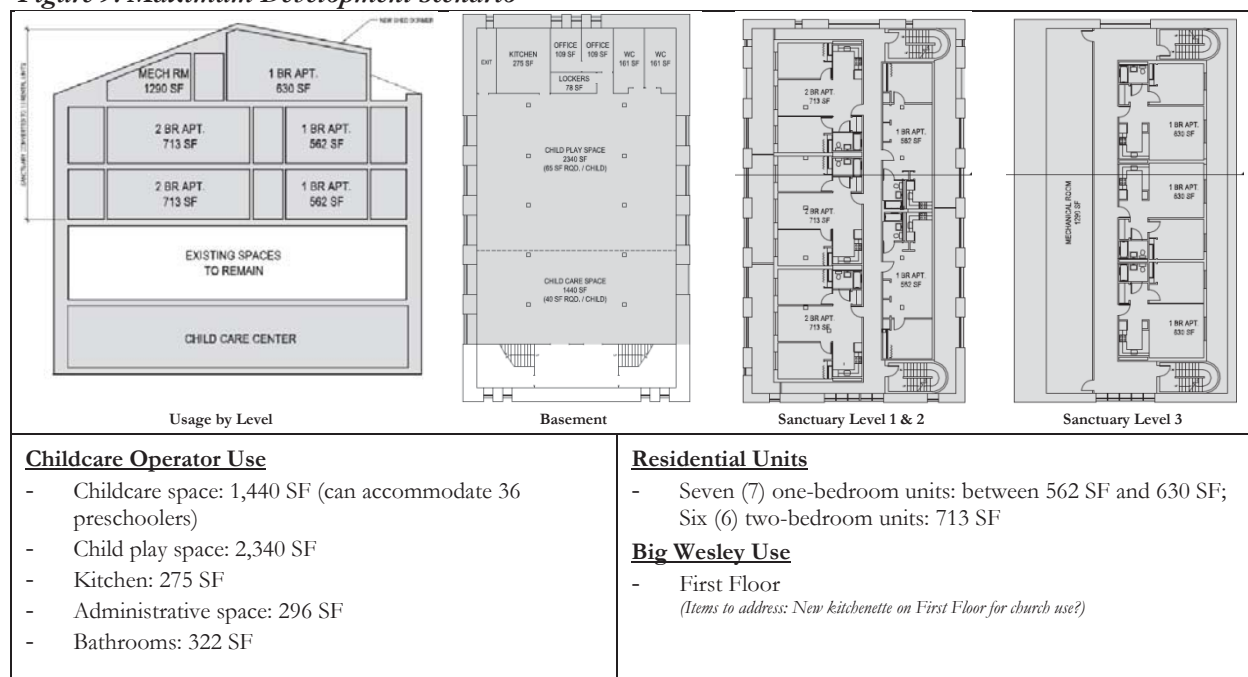 Figure 9: Maximum Development Scenario
NEW SHED DORMER
MECH RM
1290 SF
1 BR APT.
630 SF
2 BR APT.
713 SF
1 BR APT.
562 SF
2 BR APT.
713 SF
1 BR APT.
562 SF
EXISTING SPACES
TO REMAIN
CHILD CARE CENTER
Usage by Level
EXIT
KITCHEN
275 SF
OFFICE
109 SF
OFFICE
109 SF
WC
161 SF
WC
161 SF
LOCKERS
78 SF
CHILD PLAY SPACE
2340 SF
(65 SF RQD. / CHILD)
CHILD CARE SPACE
1440 SF
(40 SF RQD. / CHILD)
Basement
2 BR APT.
713 SF
1 BR APT.
562 SF
2 BR APT.
713 SF
1 BR APT.
562 SF
2 BR APT.
713 SF
Sanctuary Level 1 & 2
1 BR APT.
630 SF
1 BR APT.
630 SF
MECHANICAL ROOM
1290 SF
1 BR APT.
630 SF
Sanctuary Level 3
Childcare Operator Use
- Childcare space: 1,440 SF (can accommodate 36
preschoolers)
- Child play space: 2,340 SF
- Kitchen: 275 SF
- Administrative space: 296 SF
- Bathrooms: 322 SF
Residential Units
- Seven (7) one-bedroom units: between 562 SF and 630 SF;
Six (6) two-bedroom units: 713 SF
Big Wesley Use
- First Floor
(Items to address: New kitchenette on First Floor for church use?)